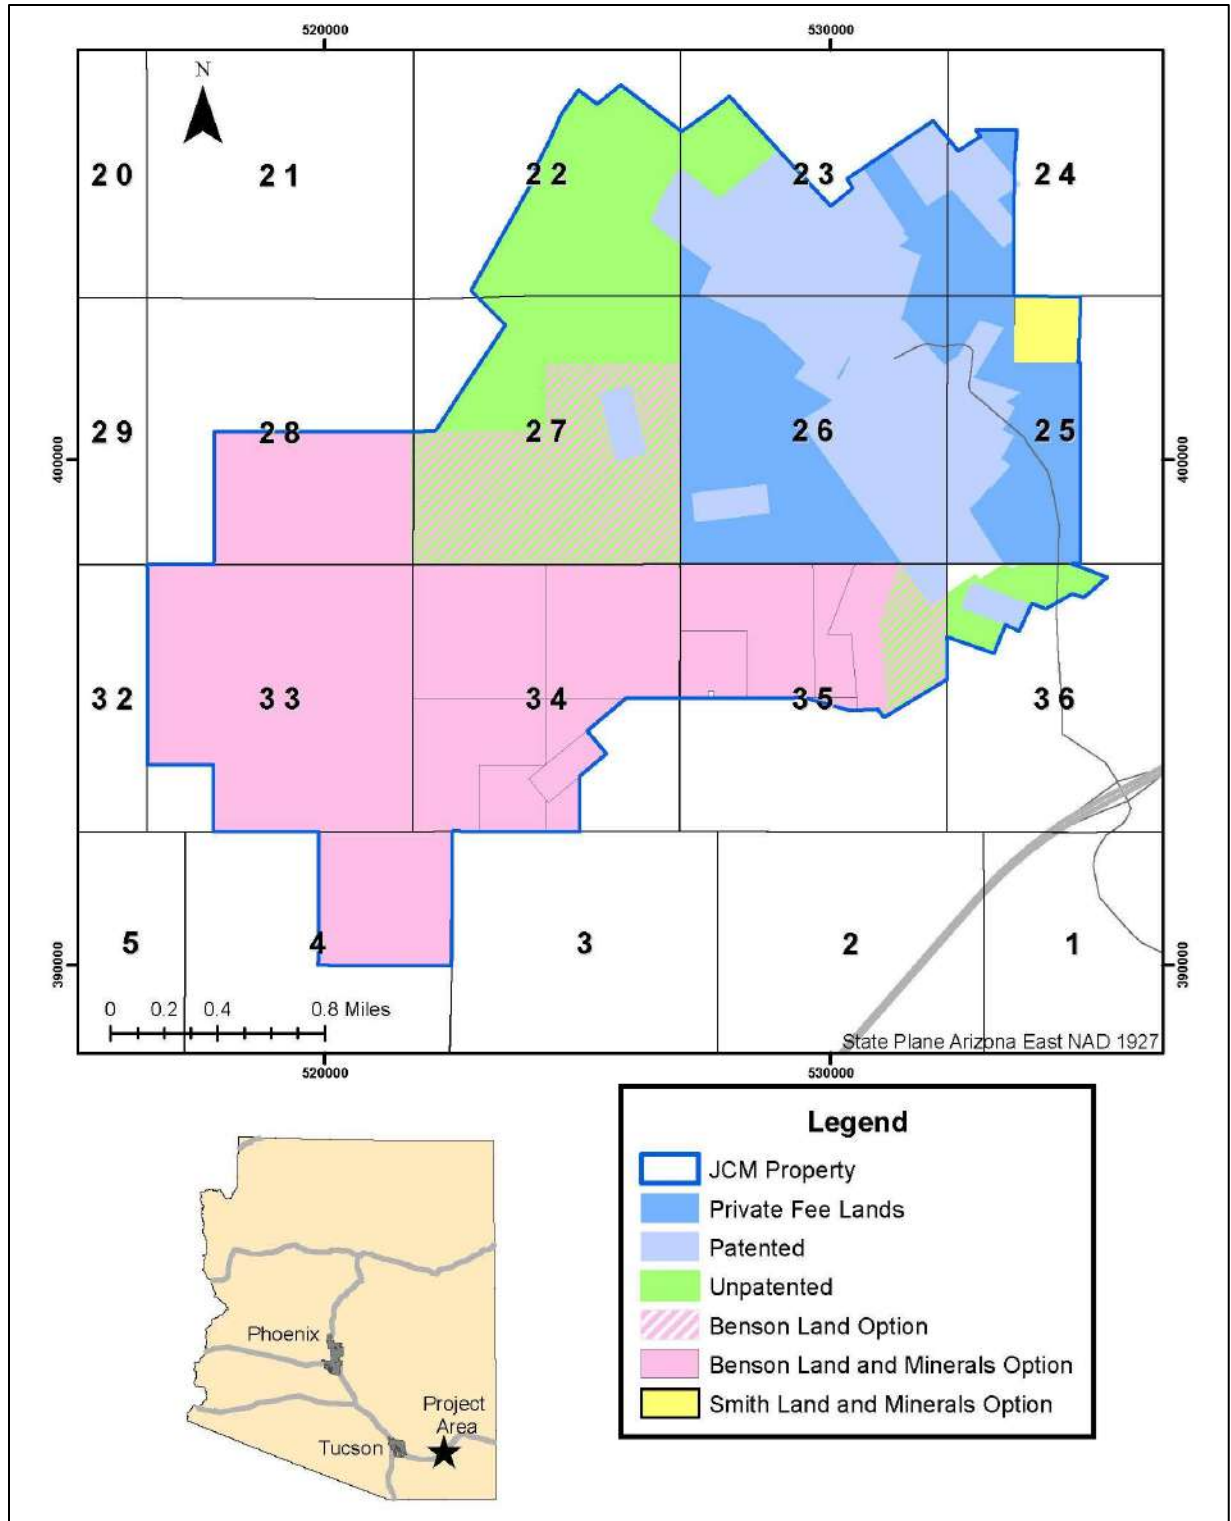 520000
530000
N
20
21
22
23
24
29
28
27
26
25
400000
400000
32
33
34
35
36
5
4
3
2
1
390000
390000
0
0.2
0.4
0.8 Miles
State Plane Arizona East NAD 1927
520000
530000
Legend
JCM Property
Private Fee Lands
Patented
Unpatented
Benson Land Option
Benson Land and Minerals Option
Smith Land and Minerals Option
Phoenix
Project
Area
Tucson